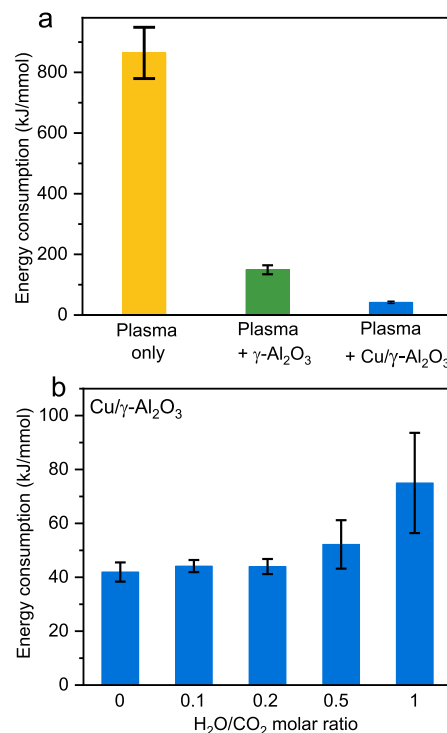 a
Energy consumption (kJ/mmol)
800
600
400
200
0
Plasma only
Plasma + γ-Al₂O₃
Plasma + Cu/γ-Al₂O₃
b
Cu/γ-Al₂O₃
Energy consumption (kJ/mmol)
100
80
60
40
20
0
0 0.1 0.2 0.5 1
H₂O/CO₂ molar ratio